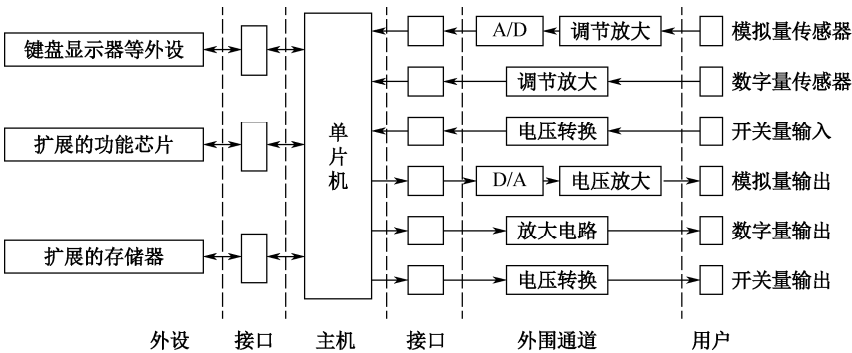 键盘显示器等外设
扩展的功能芯片
扩展的存储器
单片机
A/D 调节放大 模拟量传感器
调节放大 数字量传感器
电压转换 开关量输入
D/A 电压放大 模拟量输出
放大电路 数字量输出
电压转换 开关量输出
外设 接口 主机 接口 外围通道 用户